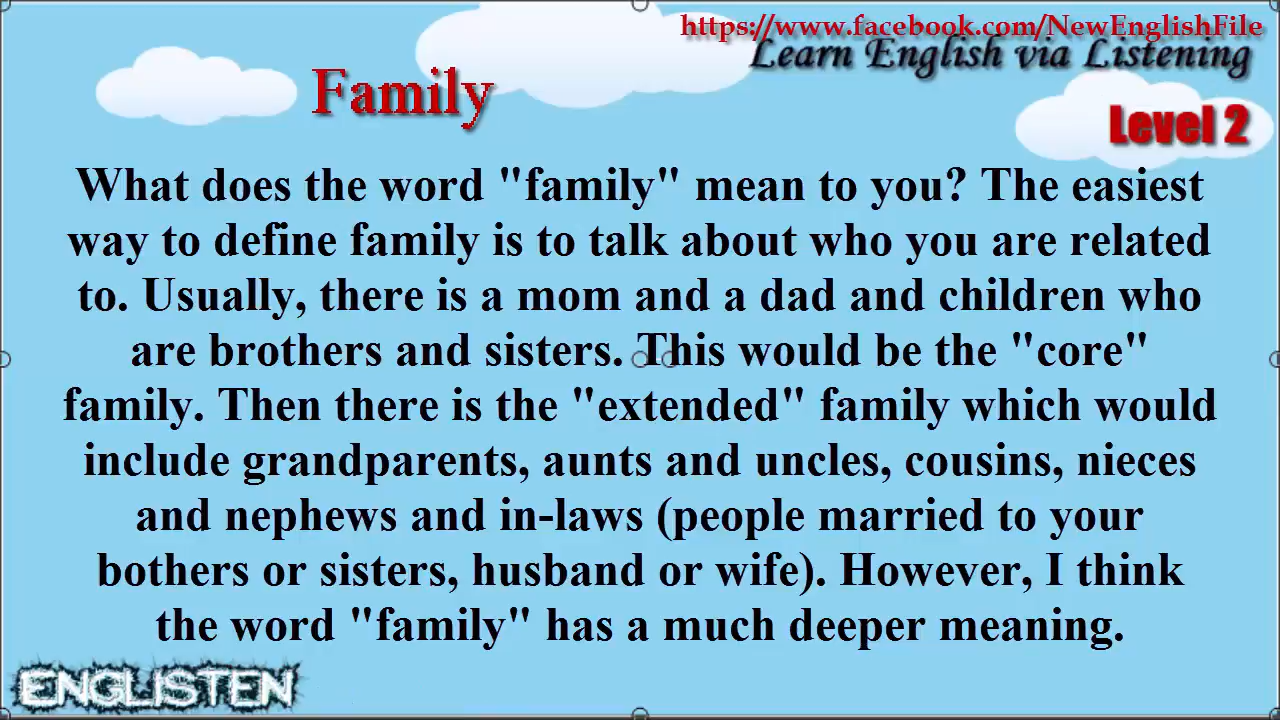 https://www.facebook.com/NewEnglishFile
Learn English via Listening
Family
Level 2
What does the word "family" mean to you? The easiest
way to define family is to talk about who you are related
to. Usually, there is a mom and a dad and children who
are brothers and sisters. This would be the "core"
family. Then there is the "extended" family which would
include grandparents, aunts and uncles, cousins, nieces
and nephews and in-laws (people married to your
bothers or sisters, husband or wife). However, I think
the word "family" has a much deeper meaning.
ENGLISTEN